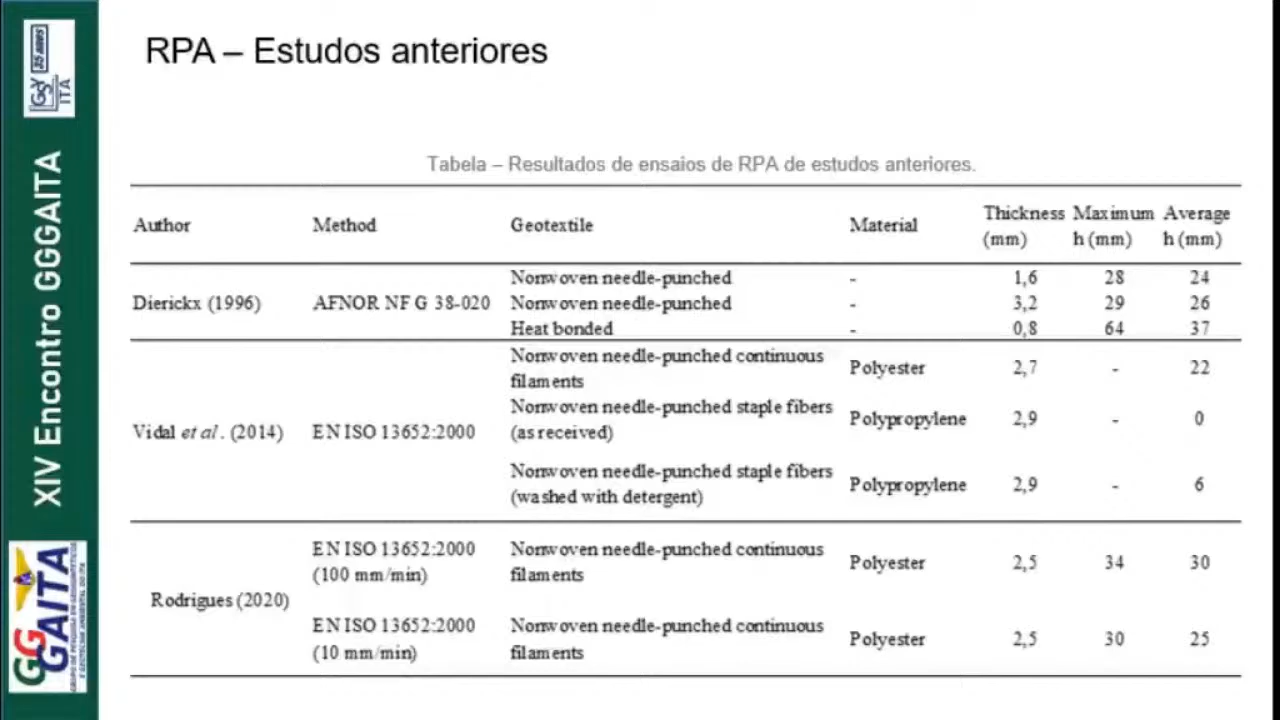 RPA – Estudos anteriores
Tabela – Resultados de ensaios de RPA de estudos anteriores.
Author Method Geotextile Material Thickness (mm) Maximum h (mm) Average h (mm)
Dierickx (1996) AFNOR NF G 38-020 Nonwoven needle-punched - 1,6 28 24
Nonwoven needle-punched - 3,2 29 26
Heat bonded - 0,8 64 37
Vidal et al. (2014) EN ISO 13652:2000 Nonwoven needle-punched continuous filaments Polyester 2,7 - 22
Nonwoven needle-punched staple fibers (as received) Polypropylene 2,9 - 0
Nonwoven needle-punched staple fibers (washed with detergent) Polypropylene 2,9 - 6
Rodrigues (2020) EN ISO 13652:2000 (100 mm/min) Nonwoven needle-punched continuous filaments Polyester 2,5 34 30
EN ISO 13652:2000 (10 mm/min) Nonwoven needle-punched continuous filaments Polyester 2,5 30 25
XIV Encontro GGGAITA
35 ANOS
ITA
GGGAITA